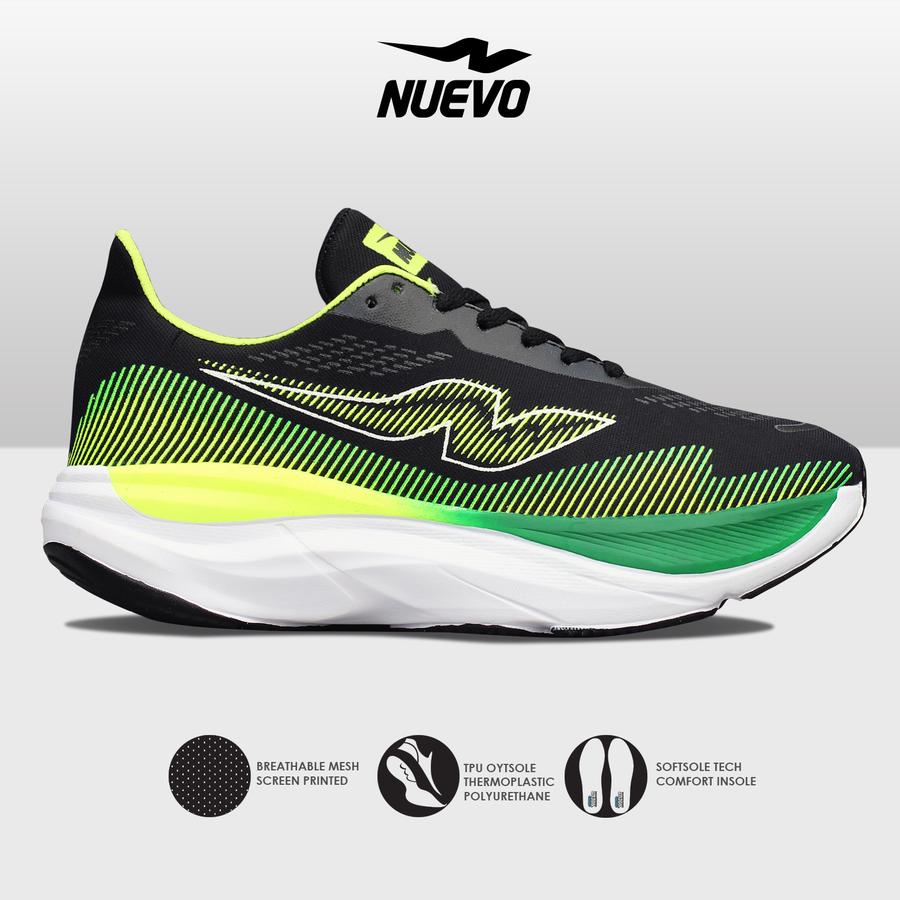 NUEVO
BREATHABLE MESH
SCREEN PRINTED
TPU OYTSOLE
THERMOPLASTIC
POLYURETHANE
SOFTSOLE TECH
COMFORT INSOLE